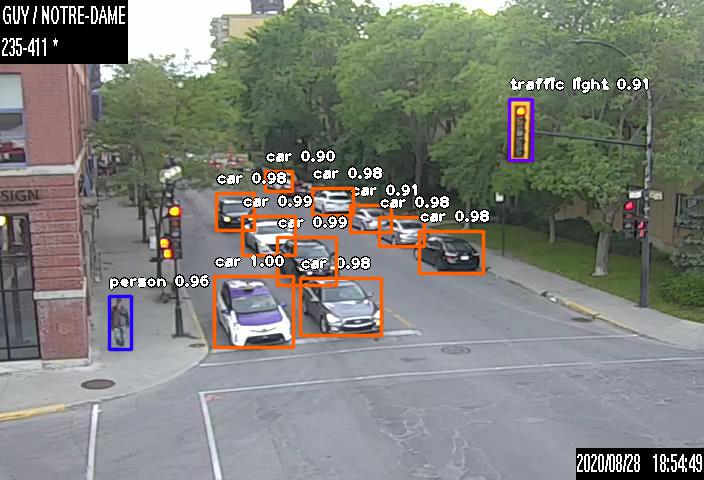 GUY / NOTRE-DAME
235-411 *
traffic light 0.91
car 0.90
car 0.98
car 0.98
car 0.91
car 0.99
car 0.98
car 0.98
car 0.99
car 1.00
car 0.98
person 0.96
SIGN
2020/08/28 18:54:49